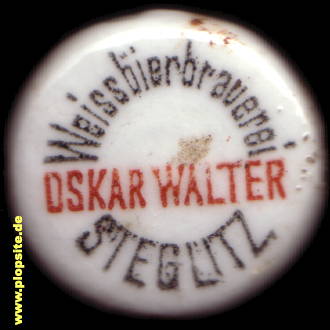 Weissbierbrauerei
OSKAR WALTER
STEGLITZ
www.plopsite.de